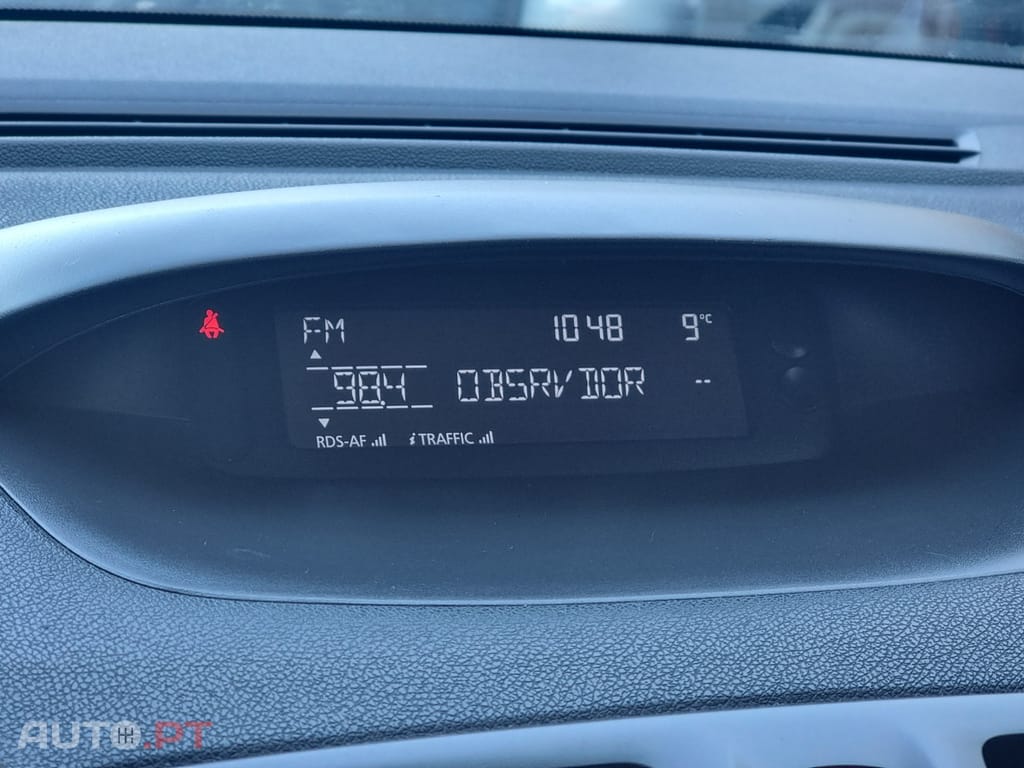 FM 10 48 9°C
98.4 OBSRVDOR --
RDS-AF i TRAFFIC
AUTO.PT